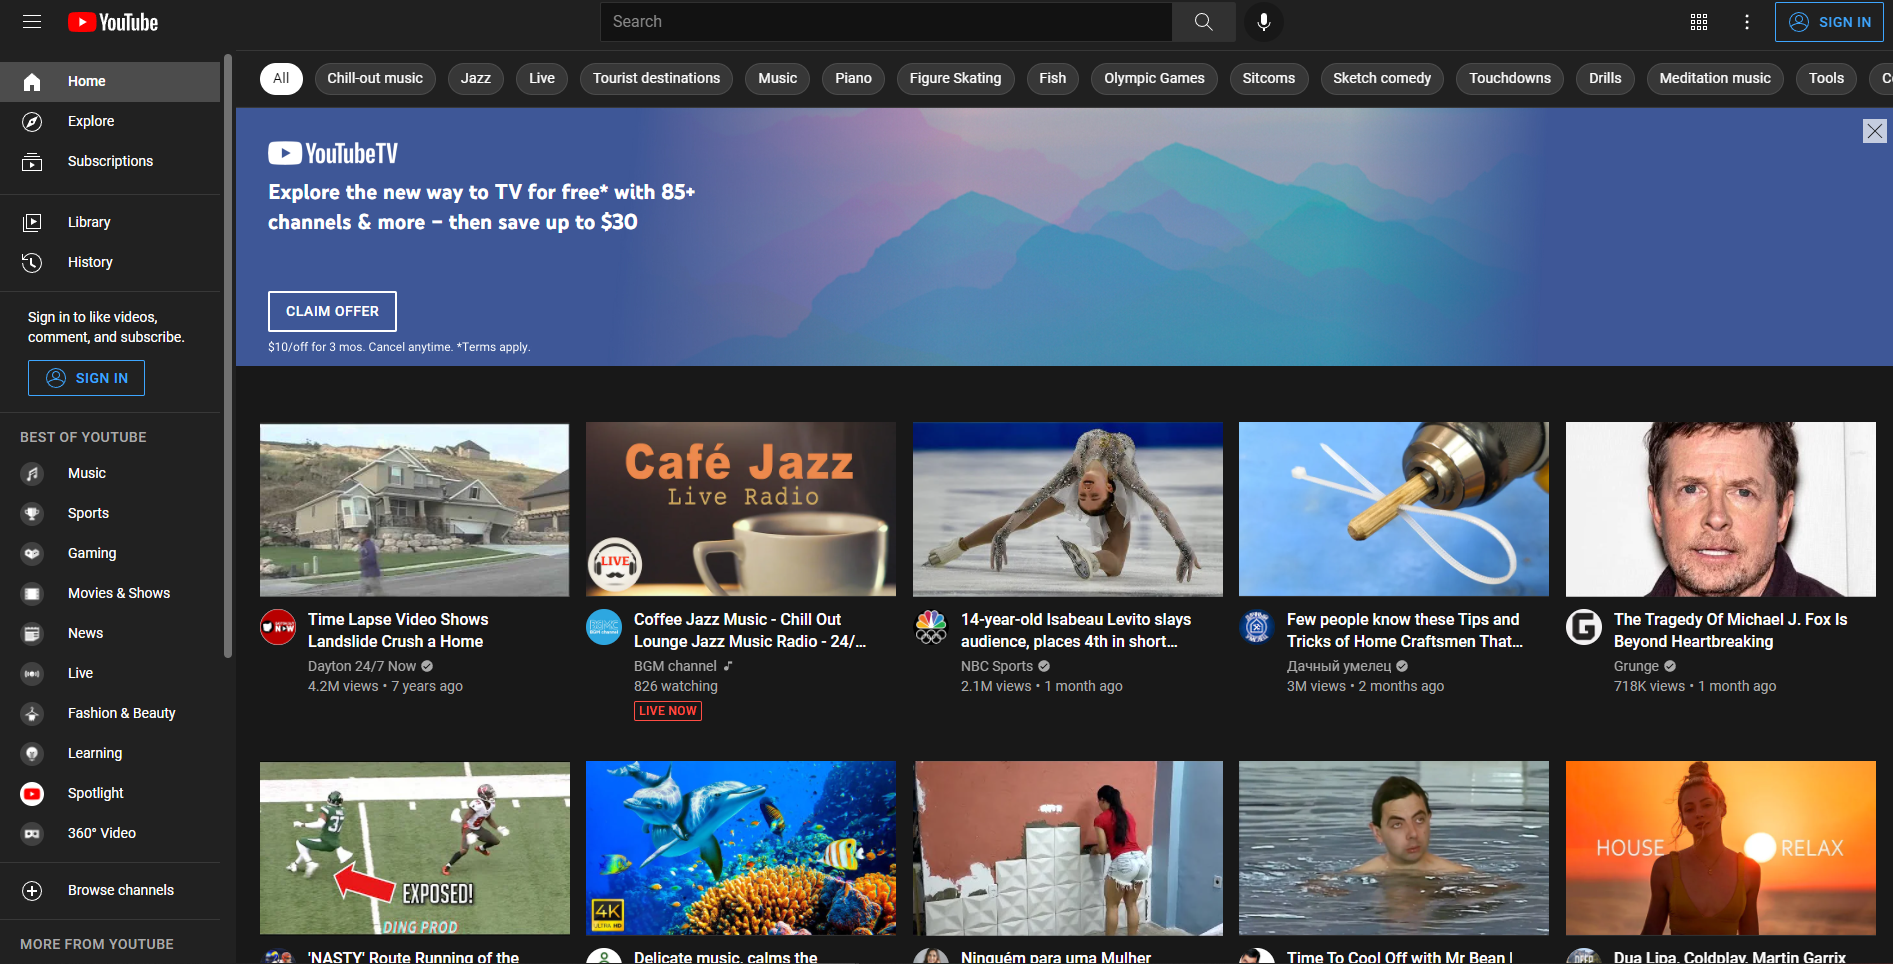 YouTube
Search
SIGN IN
Home
Explore
Subscriptions
Library
History
Sign in to like videos,
comment, and subscribe.
SIGN IN
BEST OF YOUTUBE
Music
Sports
Gaming
Movies & Shows
News
Live
Fashion & Beauty
Learning
Spotlight
360° Video
Browse channels
MORE FROM YOUTUBE
All
Chill-out music
Jazz
Live
Tourist destinations
Music
Piano
Figure Skating
Fish
Olympic Games
Sitcoms
Sketch comedy
Touchdowns
Drills
Meditation music
Tools
YouTubeTV
Explore the new way to TV for free* with 85+
channels & more – then save up to $30
CLAIM OFFER
$10/off for 3 mos. Cancel anytime. *Terms apply.
Time Lapse Video Shows
Landslide Crush a Home
Dayton 24/7 Now
4.2M views • 7 years ago
Café Jazz
Live Radio
LIVE
Coffee Jazz Music - Chill Out
Lounge Jazz Music Radio - 24/...
BGM channel
826 watching
LIVE NOW
14-year-old Isabeau Levito slays
audience, places 4th in short...
NBC Sports
2.1M views • 1 month ago
Few people know these Tips and
Tricks of Home Craftsmen That...
Дачный умелец
3M views • 2 months ago
The Tragedy Of Michael J. Fox Is
Beyond Heartbreaking
Grunge
718K views • 1 month ago
EXPOSED!
DING PROD
'NASTY' Route Running of the
4K
ULTRA HD
Delicate music, calms the
Ninguém para uma Mulher
Time To Cool Off with Mr Bean |
HOUSE RELAX
Dua Lipa, Coldplay, Martin Garrix